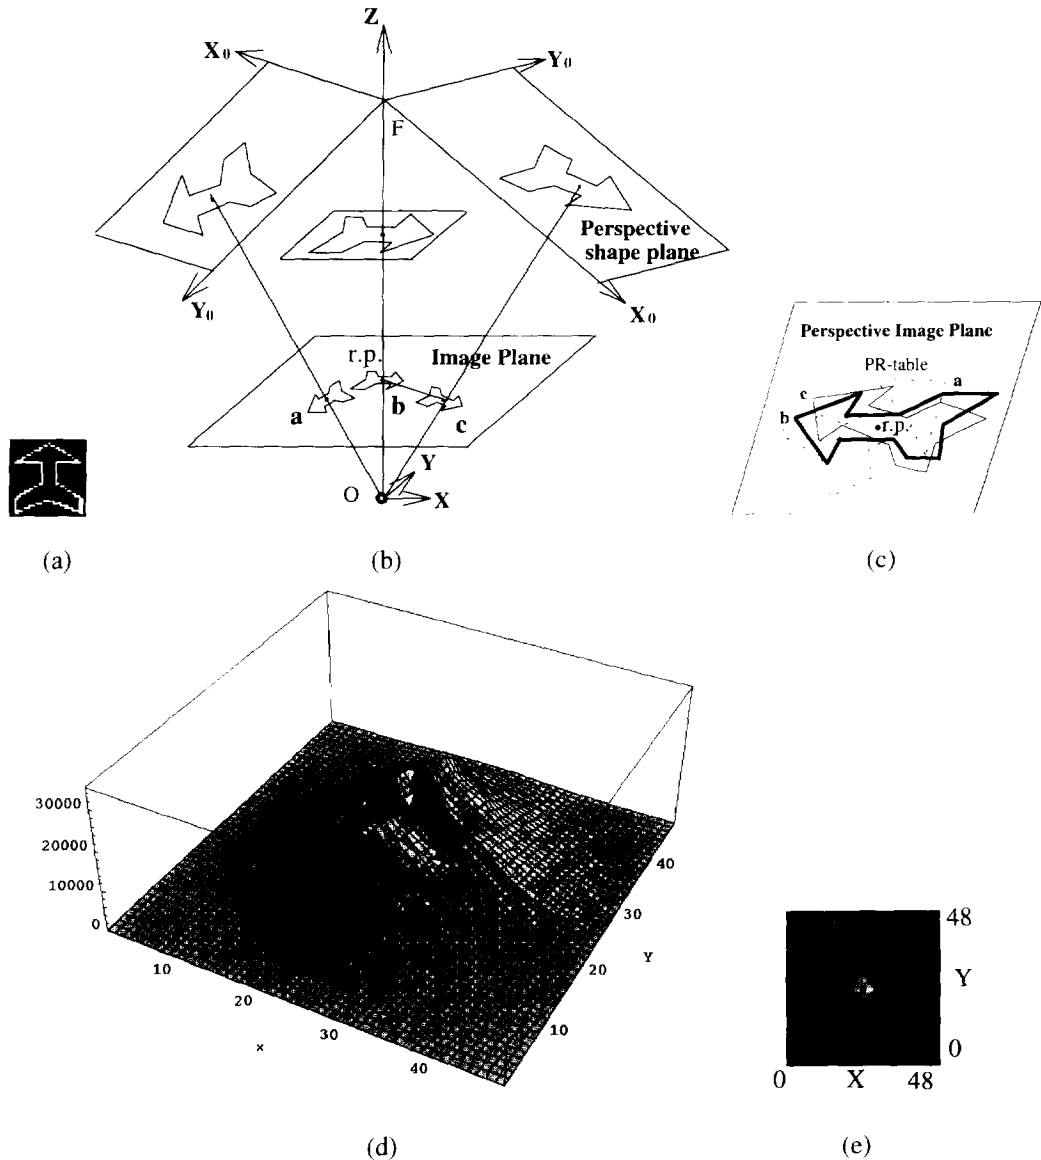 Z
X₀
Y₀
F
Perspective
shape plane
Y₀
X₀
Image Plane
r.p.
a
b
c
Y
X
O
Perspective Image Plane
PR-table
a
c
b
r.p.
(a)
(b)
(c)
30000
20000
10000
0
10
20
30
40
X
10
20
30
40
Y
48
Y
0
0
X
48
(d)
(e)